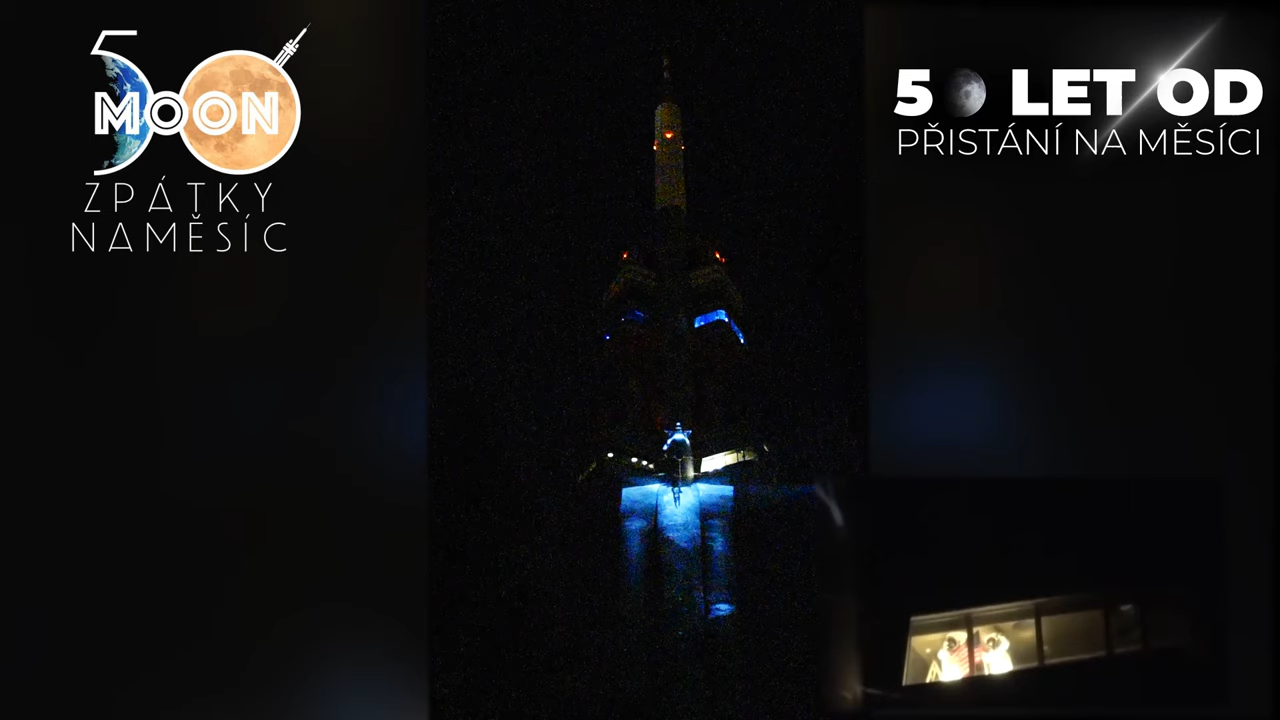 50
MOON
ZPÁTKY
NAMĚSÍC
50 LET OD
PŘISTÁNÍ NA MĚSÍCI